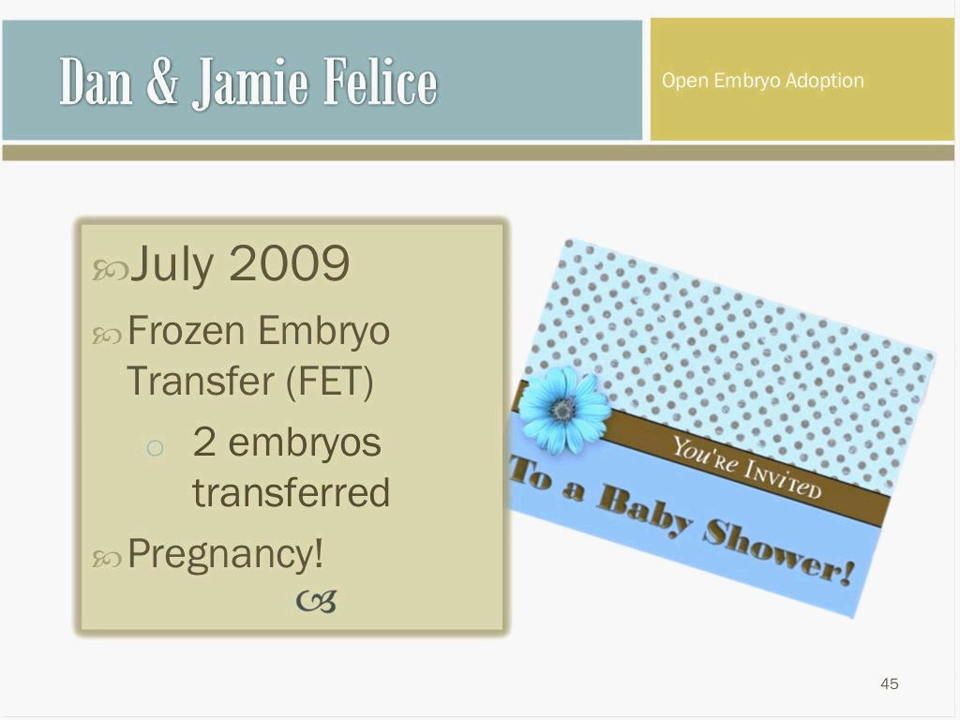 Dan & Jamie Felice
Open Embryo Adoption
July 2009
Frozen Embryo
Transfer (FET)
o 2 embryos
transferred
Pregnancy!
You're Invited
To a Baby Shower!
45